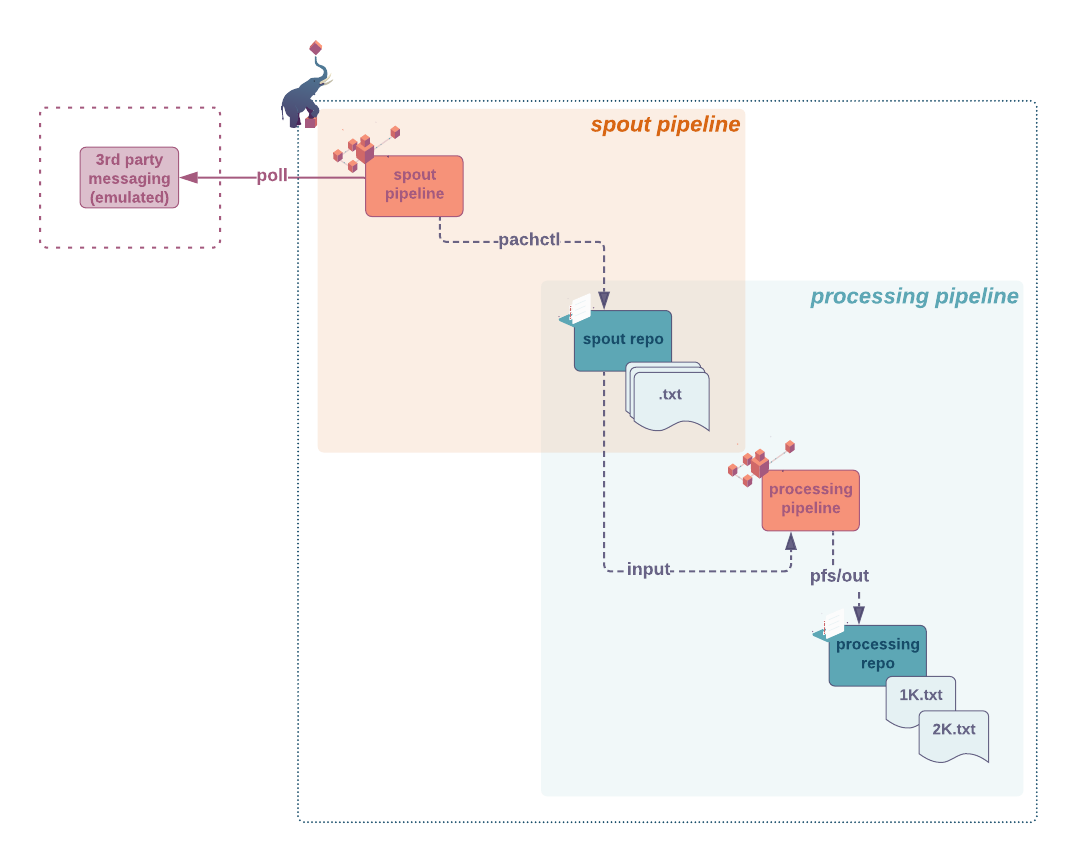 spout pipeline
3rd party
messaging
(emulated)
poll
spout
pipeline
pachctl
processing pipeline
spout repo
.txt
processing
pipeline
input
pfs/out
processing
repo
1K.txt
2K.txt